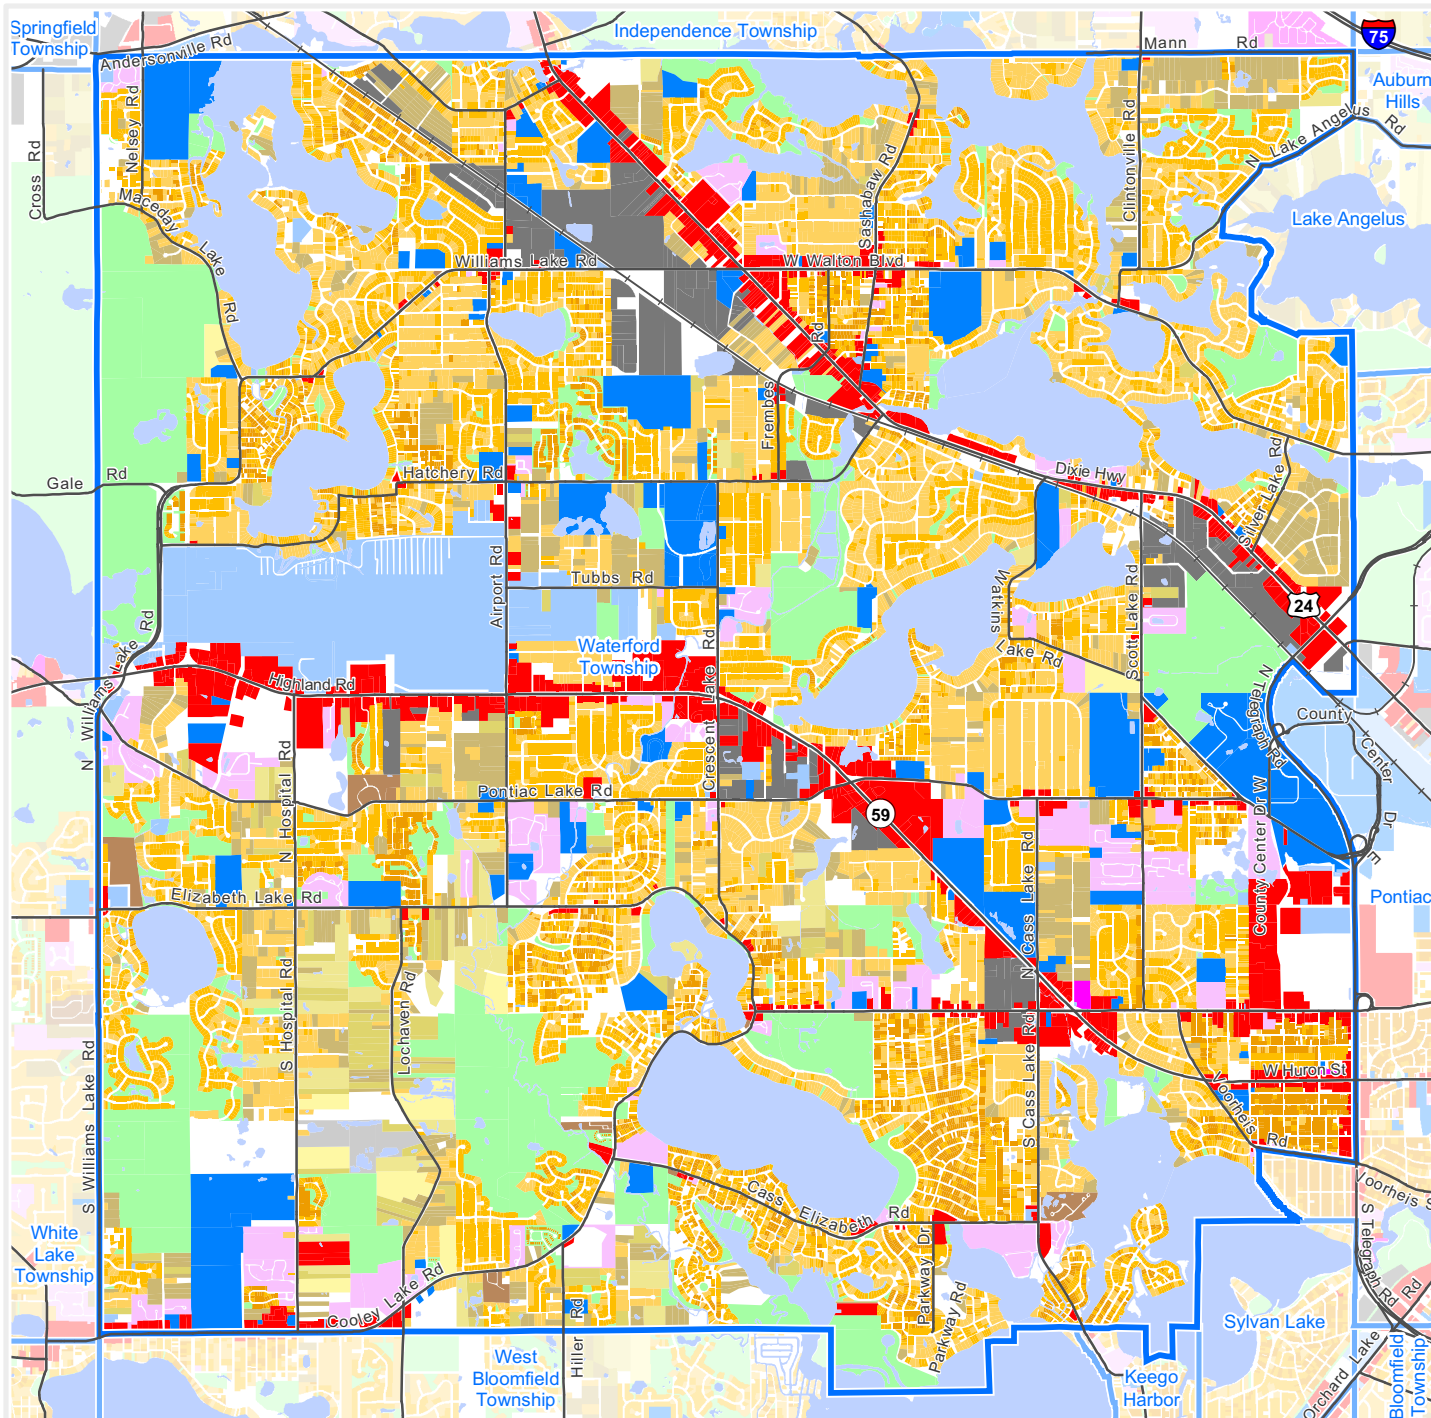 Springfield
Township
Andersonville Rd
Independence Township
Mann Rd
75
Auburn
Hills
Cross Rd
Nelsey Rd
Clintonville Rd
N Lake Angelus Rd
Maceday Lake Rd
Sashabaw Rd
Lake Angelus
Williams Lake Rd
W Walton Blvd
Rd
Frembes
Gale Rd
Hatchery Rd
Dixie Hwy
Silver Lake Rd
Airport Rd
Tubbs Rd
Watkins
Lake Rd
Scott Lake Rd
24
N Williams Lake Rd
Waterford
Township
Crescent Lake Rd
Highland Rd
N Telegraph Rd
County Center Dr E
N Hospital Rd
Pontiac Lake Rd
59
N Cass Lake Rd
County Center Dr W
Elizabeth Lake Rd
Pontiac
S Hospital Rd
Lochaven Rd
S Williams Lake Rd
S Cass Lake Rd
W Huron St
Voorheis Rd
Voorheis S
Cass Elizabeth Rd
White
Lake
Township
Parkway Dr
Parkway Rd
S Telegraph Rd
Cooley Lake Rd
Hiller Rd
Sylvan Lake
West
Bloomfield
Township
Keego
Harbor
Orchard Lake Rd
Bloomfield
Township